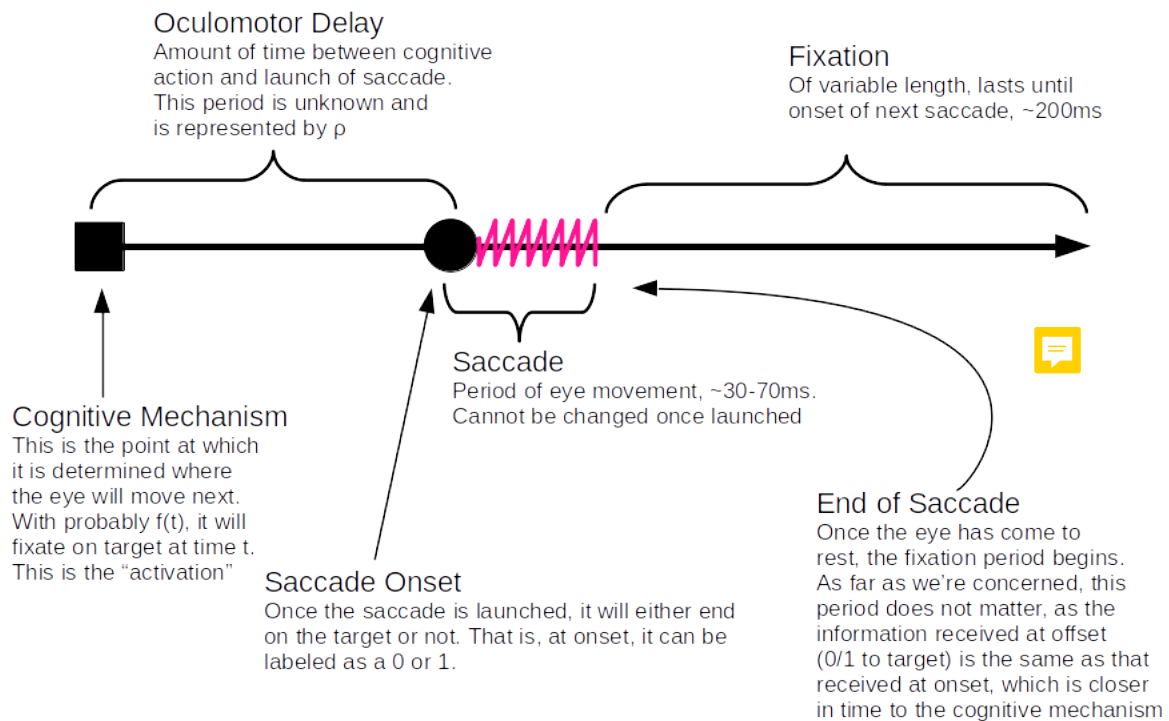 Oculomotor Delay
Amount of time between cognitive
action and launch of saccade.
This period is unknown and
is represented by ρ
Fixation
Of variable length, lasts until
onset of next saccade, ~200ms
Saccade
Period of eye movement, ~30-70ms.
Cannot be changed once launched
Cognitive Mechanism
This is the point at which
it is determined where
the eye will move next.
With probably f(t), it will
fixate on target at time t.
This is the “activation”
Saccade Onset
Once the saccade is launched, it will either end
on the target or not. That is, at onset, it can be
labeled as a 0 or 1.
End of Saccade
Once the eye has come to
rest, the fixation period begins.
As far as we’re concerned, this
period does not matter, as the
information received at offset
(0/1 to target) is the same as that
received at onset, which is closer
in time to the cognitive mechanism